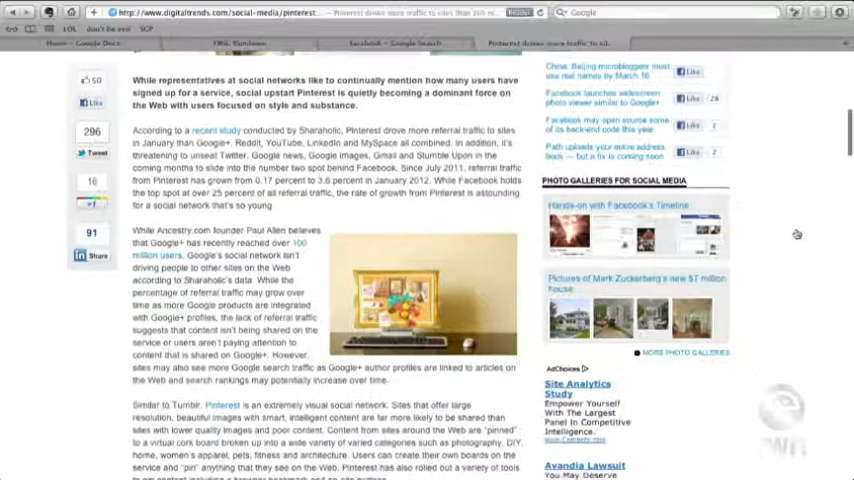 http://www.digitaltrends.com/social-media/pinterest...
Pinterest drives more traffic to sites than 100 m
Reader
Google
LOL
don't be evil
SGP
Home – Google Docs
facebook – Google Search
Pinterest drives more traffic to sit...
50
Like
296
Tweet
16
+1
91
Share
While representatives at social networks like to continually mention how many users have
signed up for a service, social upstart Pinterest is quietly becoming a dominant force on
the Web with users focused on style and substance.
According to a recent study conducted by Shareaholic, Pinterest drove more referral traffic to sites
in January than Google+, Reddit, YouTube, LinkedIn and MySpace all combined. In addition, it's
threatening to unseat Twitter, Google news, Google images, Gmail and Stumble Upon in the
coming months to slide into the number two spot behind Facebook. Since July 2011, referral traffic
from Pinterest has grown from 0.17 percent to 3.6 percent in January 2012. While Facebook holds
the top spot at over 25 percent of all referral traffic, the rate of growth from Pinterest is astounding
for a social network that's so young
While Ancestry.com founder Paul Allen believes
that Google+ has recently reached over 100
million users, Google's social network isn't
driving people to other sites on the Web
according to Shareaholic's data. While the
percentage of referral traffic may grow over
time as more Google products are integrated
with Google+ profiles, the lack of referral traffic
suggests that content isn't being shared on the
service or users aren't paying attention to
content that is shared on Google+. However,
sites may also see more Google search traffic as Google+ author profiles are linked to articles on
the Web and search rankings may potentially increase over time.
Similar to Tumblr, Pinterest is an extremely visual social network. Sites that offer large
resolution, beautiful images with smart, intelligent content are far more likely to be shared than
sites with lower quality images and poor content. Content from sites around the Web are "pinned"
to a virtual cork board broken up into a wide variety of varied categories such as photography, DIY,
home, women's apparel, pets, fitness and architecture. Users can create their own boards on the
service and "pin" anything that they see on the Web. Pinterest has also rolled out a variety of tools
China: Beijing microbloggers must
use real names by March 16
Like
Facebook launches widescreen
photo viewer similar to Google+
Like
26
Facebook may open source some
of its back-end code this year
Like
2
Path uploads your entire address
book — but a fix is coming soon
Like
2
PHOTO GALLERIES FOR SOCIAL MEDIA
Hands-on with Facebook's Timeline
Pictures of Mark Zuckerberg's new $7 million
house
MORE PHOTO GALLERIES
AdChoices
Site Analytics
Study
Empower Yourself
With The Largest
Panel In Competitive
Intelligence.
www.Compete.com
Avandia Lawsuit
You May Deserve
TWiT